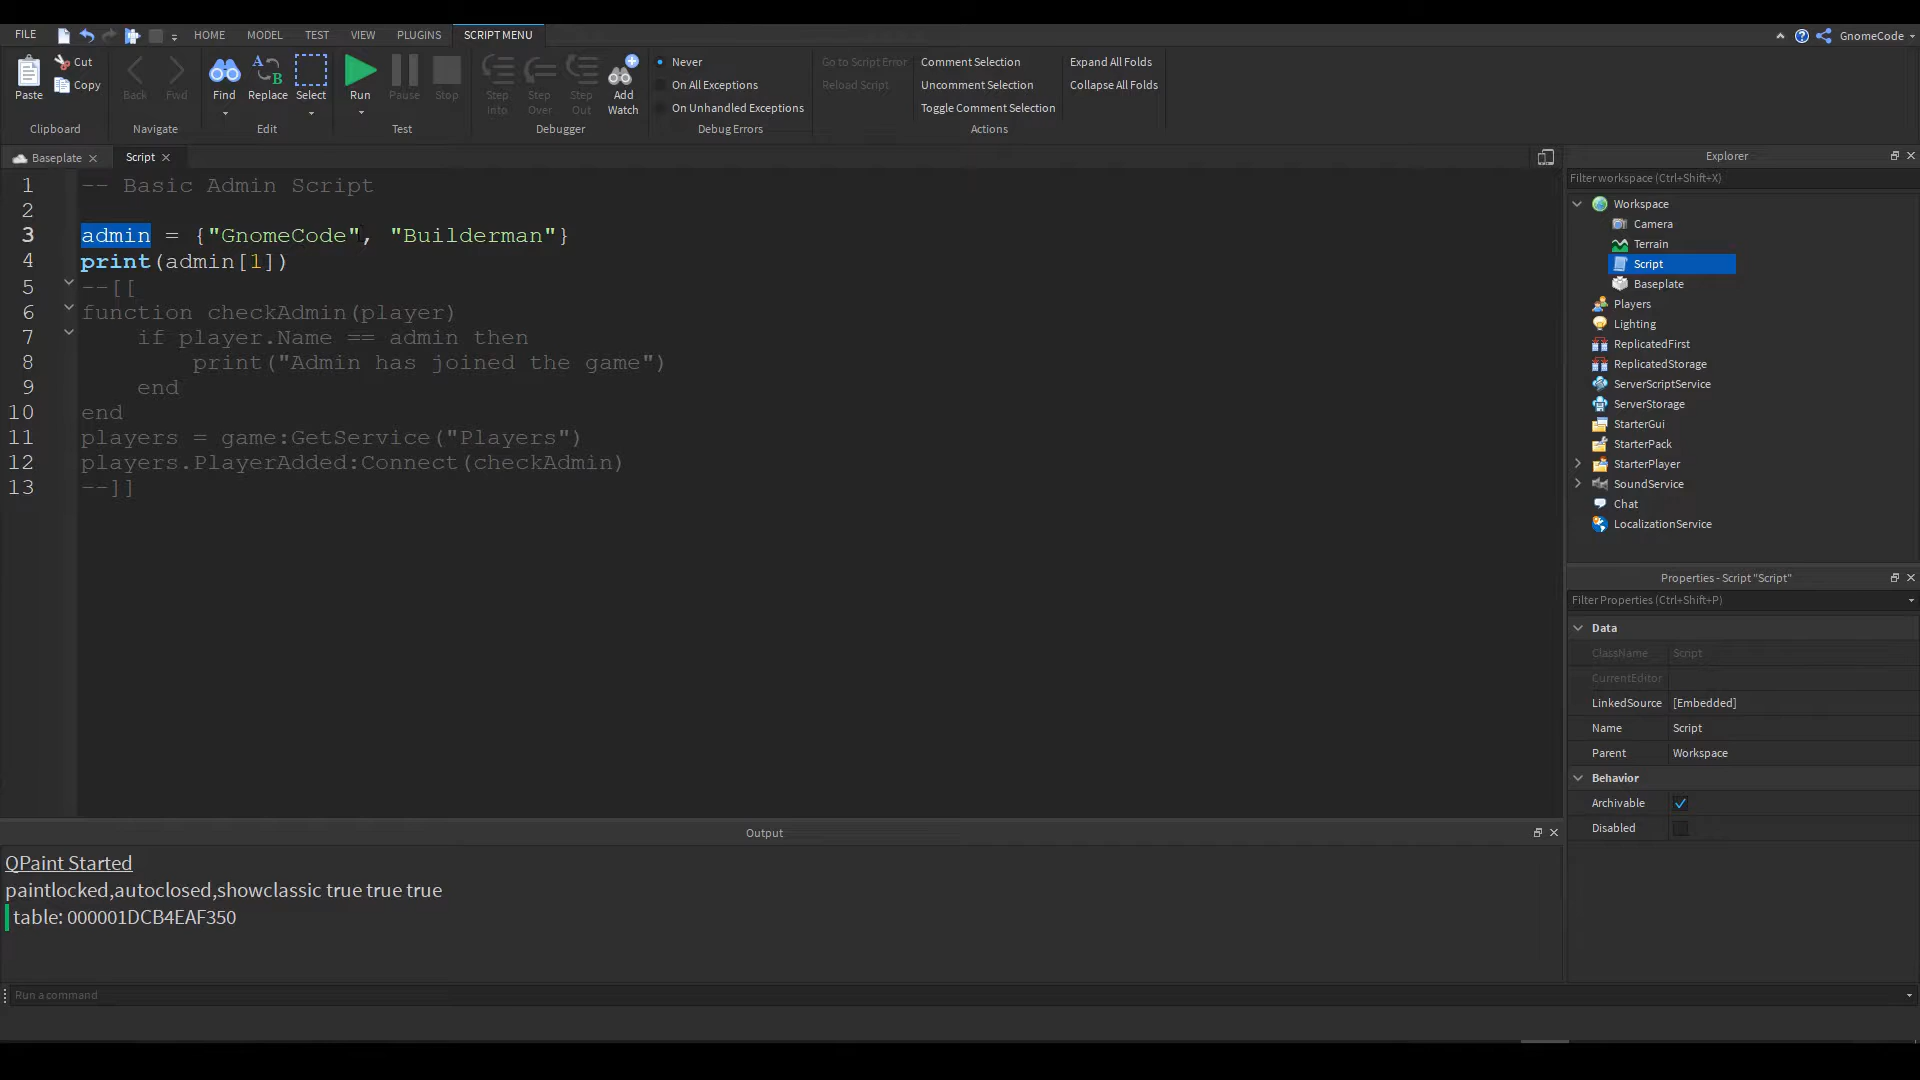 FILE HOME MODEL TEST VIEW PLUGINS SCRIPT MENU GnomeCode
Paste Cut Copy Clipboard
Back Fwd Navigate
Find Replace Select Edit
Run Pause Stop Test
Step Into Step Over Step Out Add Watch Debugger
Never
On All Exceptions
On Unhandled Exceptions
Debug Errors
Go to Script Error
Reload Script
Comment Selection
Uncomment Selection
Toggle Comment Selection
Expand All Folds
Collapse All Folds
Actions
Baseplate Script
1 -- Basic Admin Script
2
3 admin = {"GnomeCode", "Builderman"}
4 print(admin[1])
5 --[[
6 function checkAdmin(player)
7 if player.Name == admin then
8 print("Admin has joined the game")
9 end
10 end
11 players = game:GetService("Players")
12 players.PlayerAdded:Connect(checkAdmin)
13 --]]
Explorer
Filter workspace (Ctrl+Shift+X)
Workspace
Camera
Terrain
Script
Baseplate
Players
Lighting
ReplicatedFirst
ReplicatedStorage
ServerScriptService
ServerStorage
StarterGui
StarterPack
StarterPlayer
SoundService
Chat
LocalizationService
Properties - Script "Script"
Filter Properties (Ctrl+Shift+P)
Data
ClassName Script
CurrentEditor
LinkedSource [Embedded]
Name Script
Parent Workspace
Behavior
Archivable
Disabled
Output
QPaint Started
paintlocked,autoclosed,showclassic true true true
table: 000001DCB4EAF350
Run a command